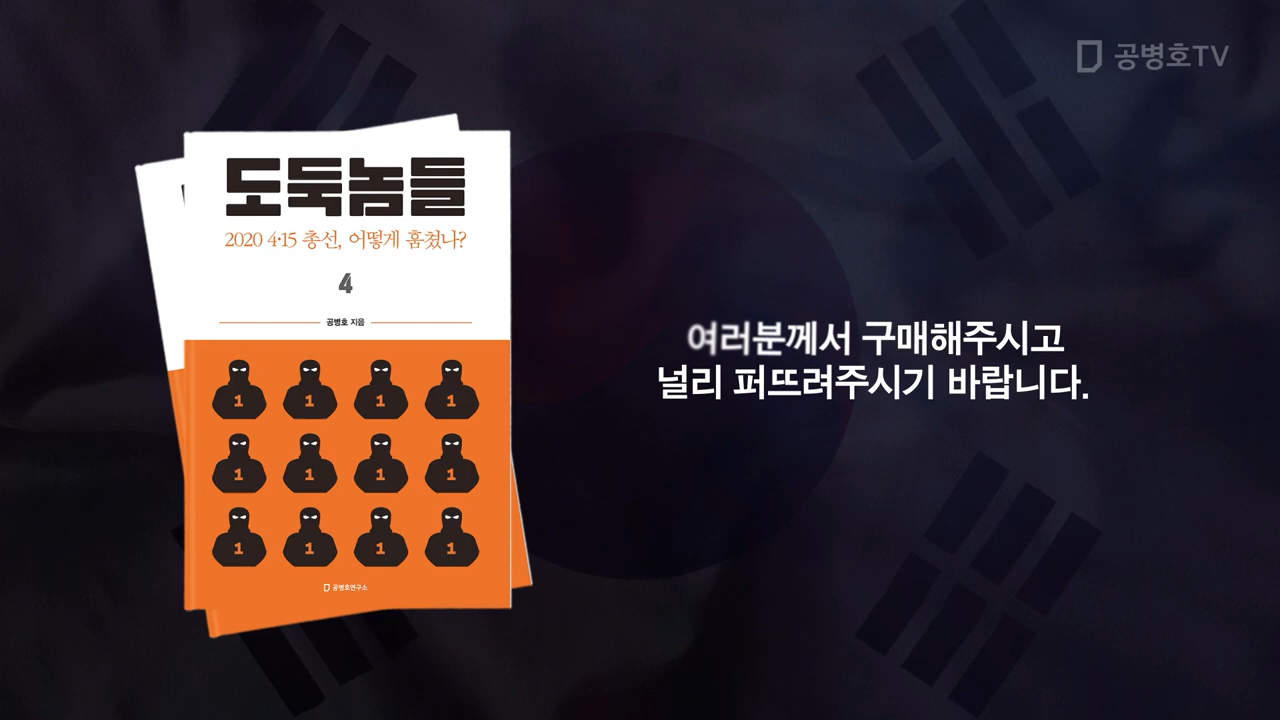 공병호TV
도둑놈들
2020 4·15 총선, 어떻게 훔쳤나?
4
공병호 지음
1 1 1 1
1 1 1 1
1 1 1 1
공병호연구소
여러분께서 구매해주시고
널리 퍼뜨려주시기 바랍니다.